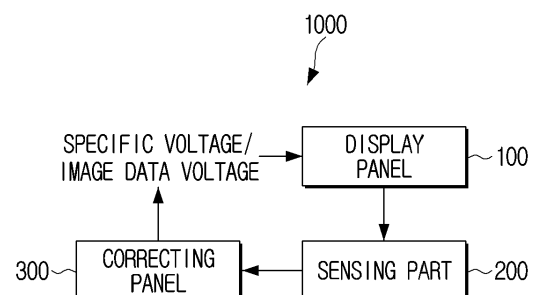 1000
SPECIFIC VOLTAGE/
IMAGE DATA VOLTAGE
DISPLAY
PANEL
100
300
CORRECTING
PANEL
SENSING PART
200